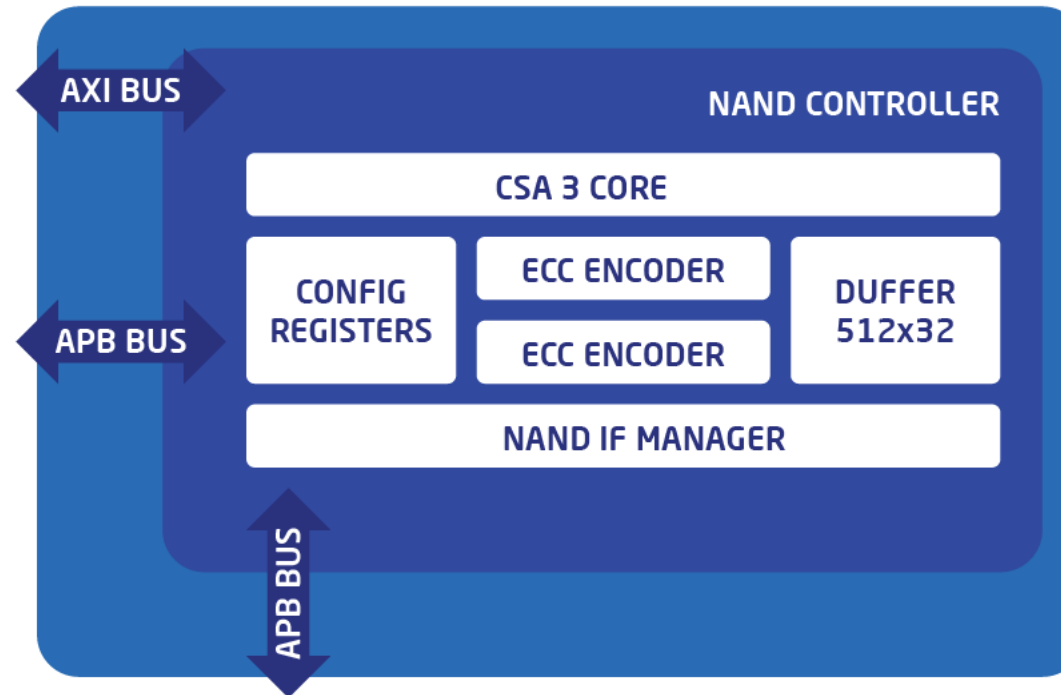 AXI BUS
NAND CONTROLLER
CSA 3 CORE
CONFIG
REGISTERS
ECC ENCODER
ECC ENCODER
DUFFER
512x32
APB BUS
NAND IF MANAGER
APB BUS